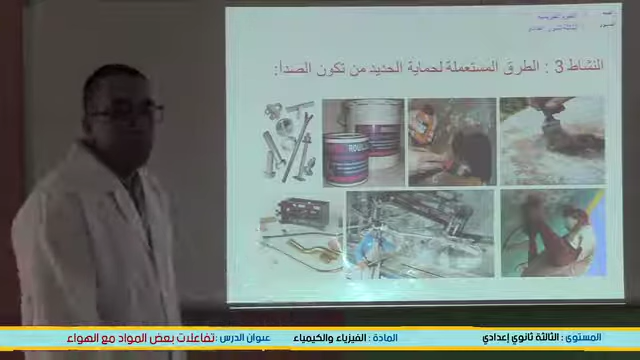 النشاط 3 : الطرق المستعملة لحماية الحديد من تكون الصدأ:
ROUILLE
المستوى : الثالثة ثانوي إعدادي
المادة : الفيزياء والكيمياء
عنوان الدرس : تفاعلات بعض المواد مع الهواء